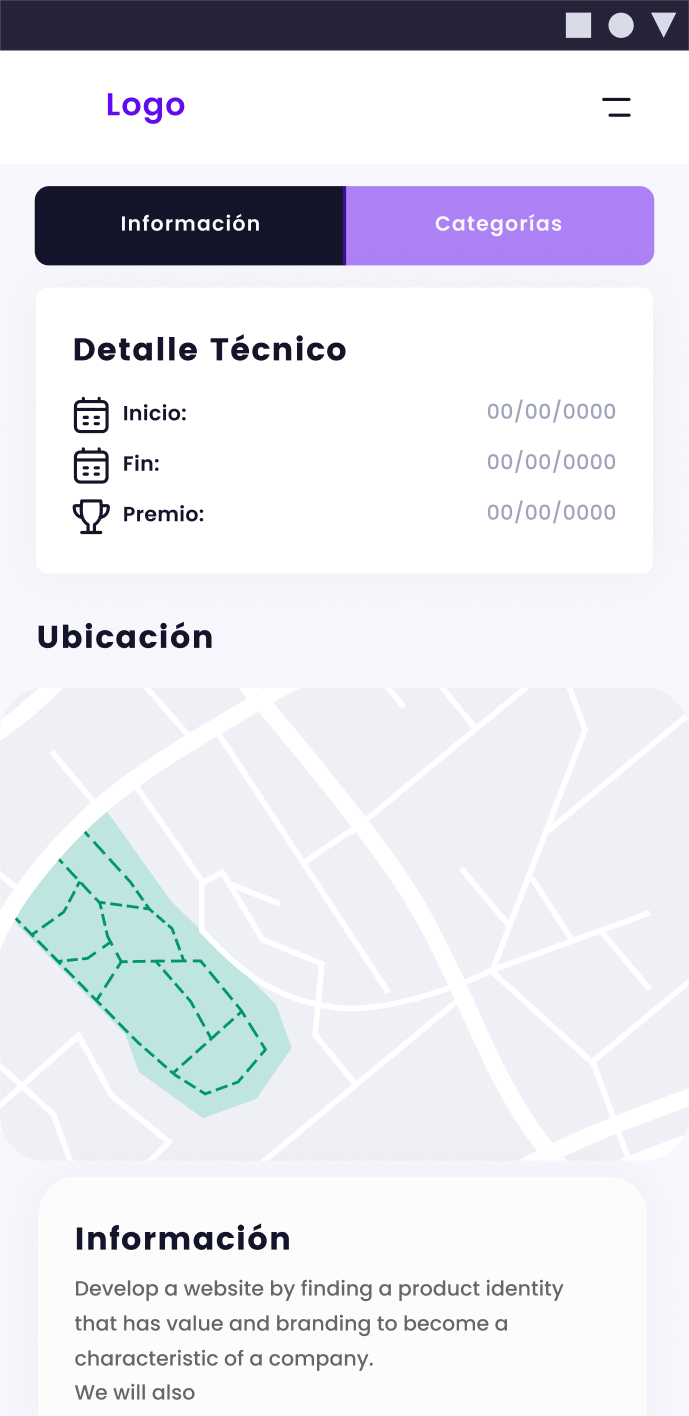 Logo
Información Categorías
Detalle Técnico
Inicio: 00/00/0000
Fin: 00/00/0000
Premio: 00/00/0000
Ubicación
Información
Develop a website by finding a product identity
that has value and branding to become a
characteristic of a company.
We will also